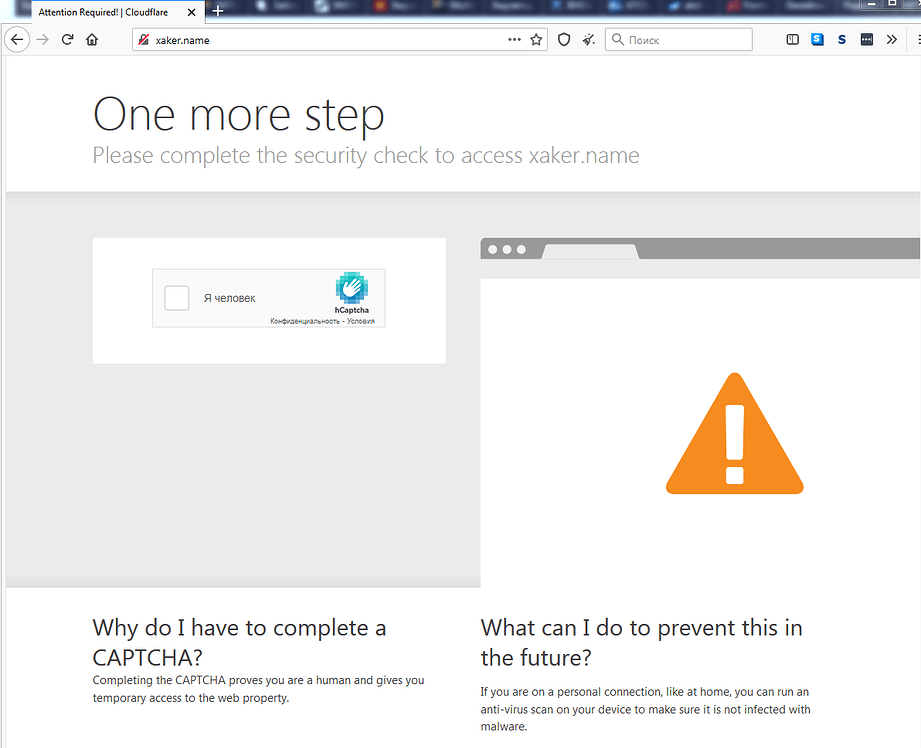 Attention Required! | Cloudflare
xaker.name
Поиск
One more step
Please complete the security check to access xaker.name
Я человек
hCaptcha
Конфиденциальность - Условия
Why do I have to complete a
CAPTCHA?
Completing the CAPTCHA proves you are a human and gives you
temporary access to the web property.
What can I do to prevent this in
the future?
If you are on a personal connection, like at home, you can run an
anti-virus scan on your device to make sure it is not infected with
malware.